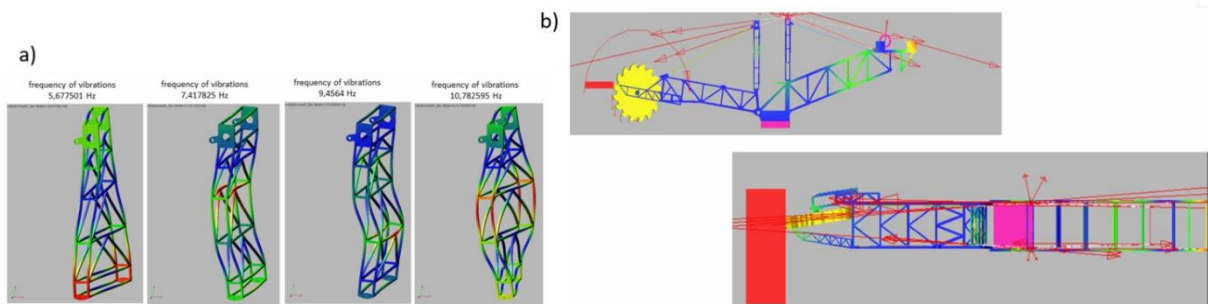 a)
frequency of vibrations
5,677501 Hz
frequency of vibrations
7,417825 Hz
frequency of vibrations
9,4564 Hz
frequency of vibrations
10,782595 Hz
b)